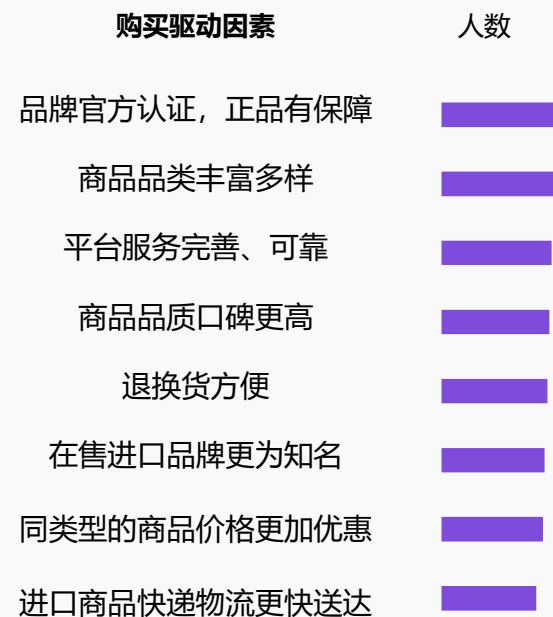 购买驱动因素 人数
品牌官方认证，正品有保障
商品品类丰富多样
平台服务完善、可靠
商品品质口碑更高
退换货方便
在售进口品牌更为知名
同类型的商品价格更加优惠
进口商品快递物流更快送达